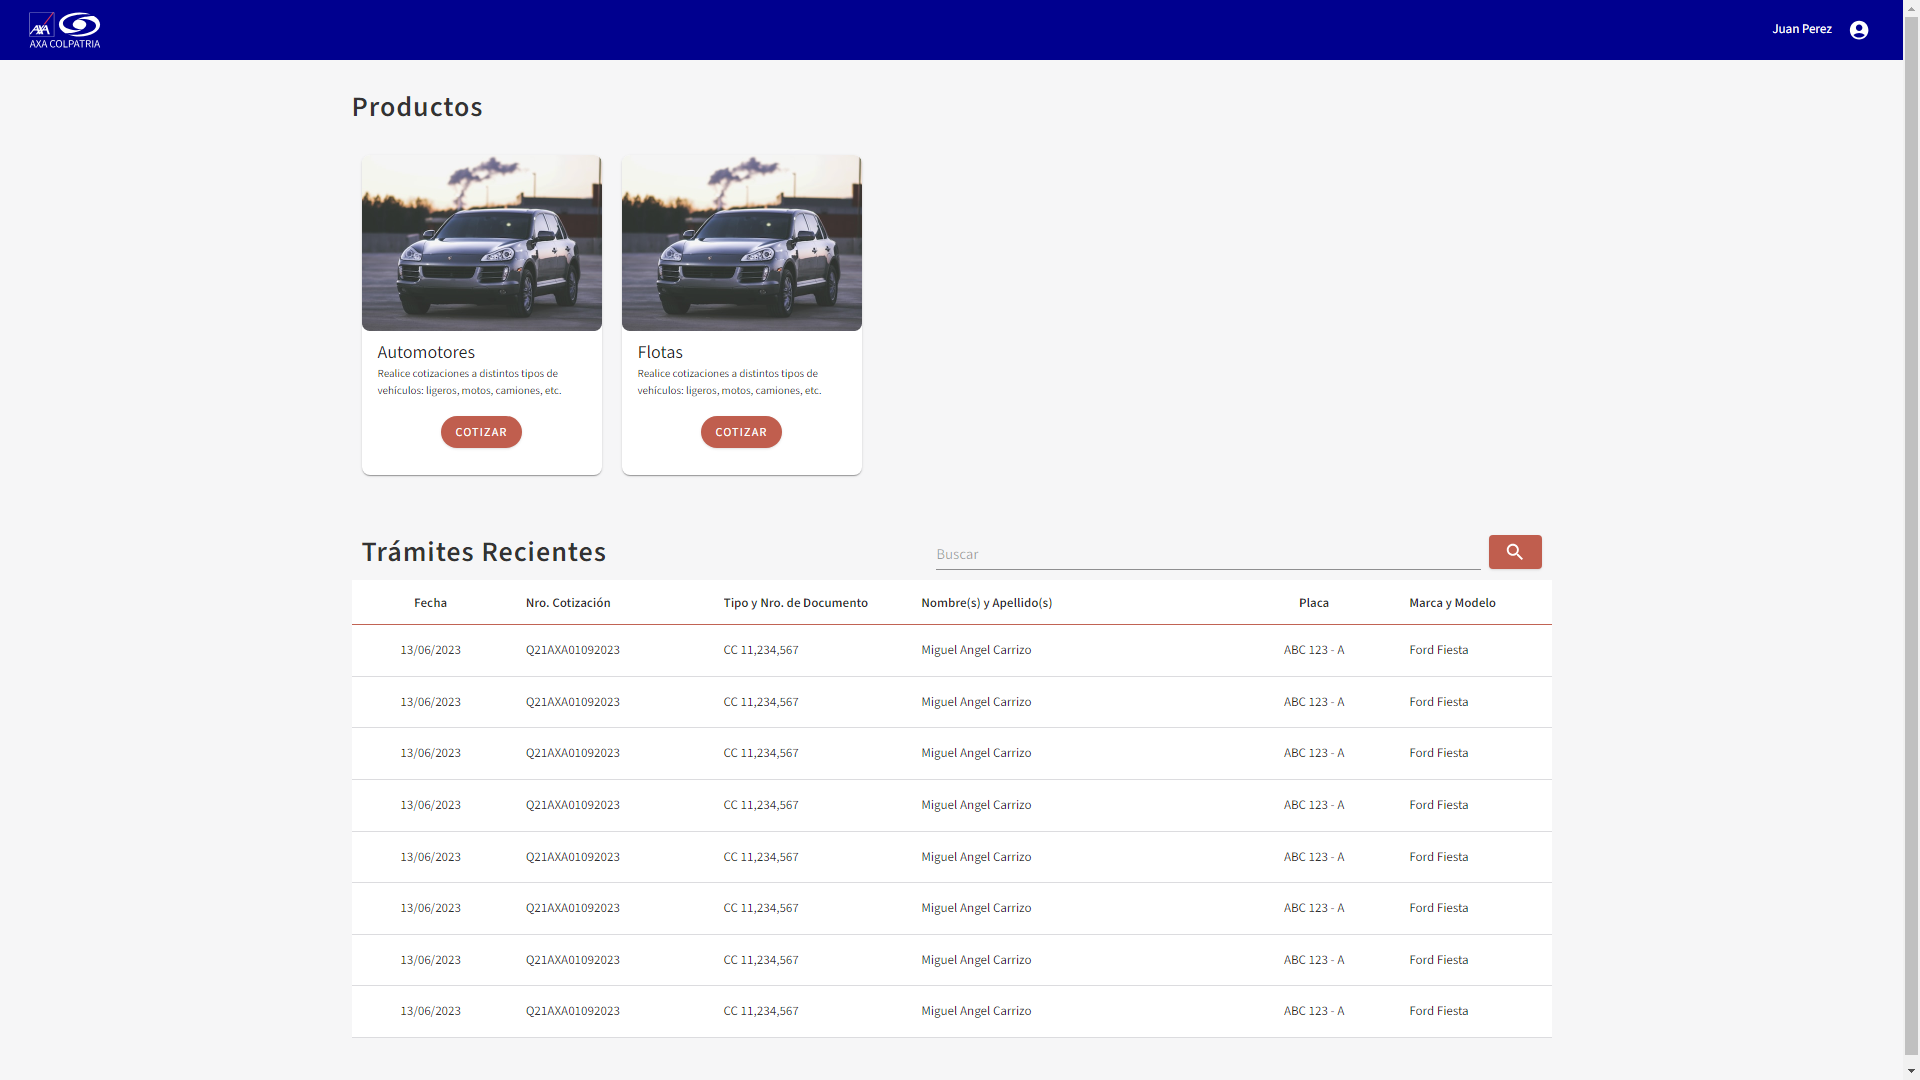 AXA
AXA COLPATRIA
Juan Perez
Productos
Automotores
Realice cotizaciones a distintos tipos de
vehículos: ligeros, motos, camiones, etc.
COTIZAR
Flotas
Realice cotizaciones a distintos tipos de
vehículos: ligeros, motos, camiones, etc.
COTIZAR
Trámites Recientes
Buscar
Fecha Nro. Cotización Tipo y Nro. de Documento Nombre(s) y Apellido(s) Placa Marca y Modelo
13/06/2023 Q21AXA01092023 CC 11,234,567 Miguel Angel Carrizo ABC 123 - A Ford Fiesta
13/06/2023 Q21AXA01092023 CC 11,234,567 Miguel Angel Carrizo ABC 123 - A Ford Fiesta
13/06/2023 Q21AXA01092023 CC 11,234,567 Miguel Angel Carrizo ABC 123 - A Ford Fiesta
13/06/2023 Q21AXA01092023 CC 11,234,567 Miguel Angel Carrizo ABC 123 - A Ford Fiesta
13/06/2023 Q21AXA01092023 CC 11,234,567 Miguel Angel Carrizo ABC 123 - A Ford Fiesta
13/06/2023 Q21AXA01092023 CC 11,234,567 Miguel Angel Carrizo ABC 123 - A Ford Fiesta
13/06/2023 Q21AXA01092023 CC 11,234,567 Miguel Angel Carrizo ABC 123 - A Ford Fiesta
13/06/2023 Q21AXA01092023 CC 11,234,567 Miguel Angel Carrizo ABC 123 - A Ford Fiesta